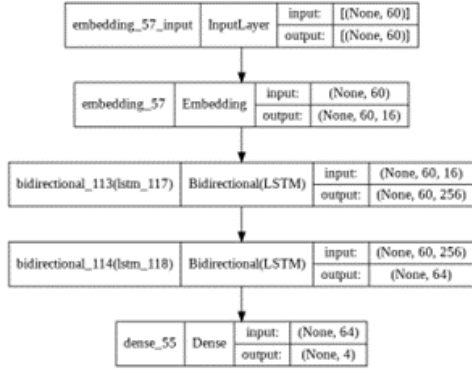 embedding_57_input InputLayer input: [(None, 60)]
output: [(None, 60)]
embedding_57 Embedding input: (None, 60)
output: (None, 60, 16)
bidirectional_113(lstm_117) Bidirectional(LSTM) input: (None, 60, 16)
output: (None, 60, 256)
bidirectional_114(lstm_118) Bidirectional(LSTM) input: (None, 60, 256)
output: (None, 64)
dense_55 Dense input: (None, 64)
output: (None, 4)